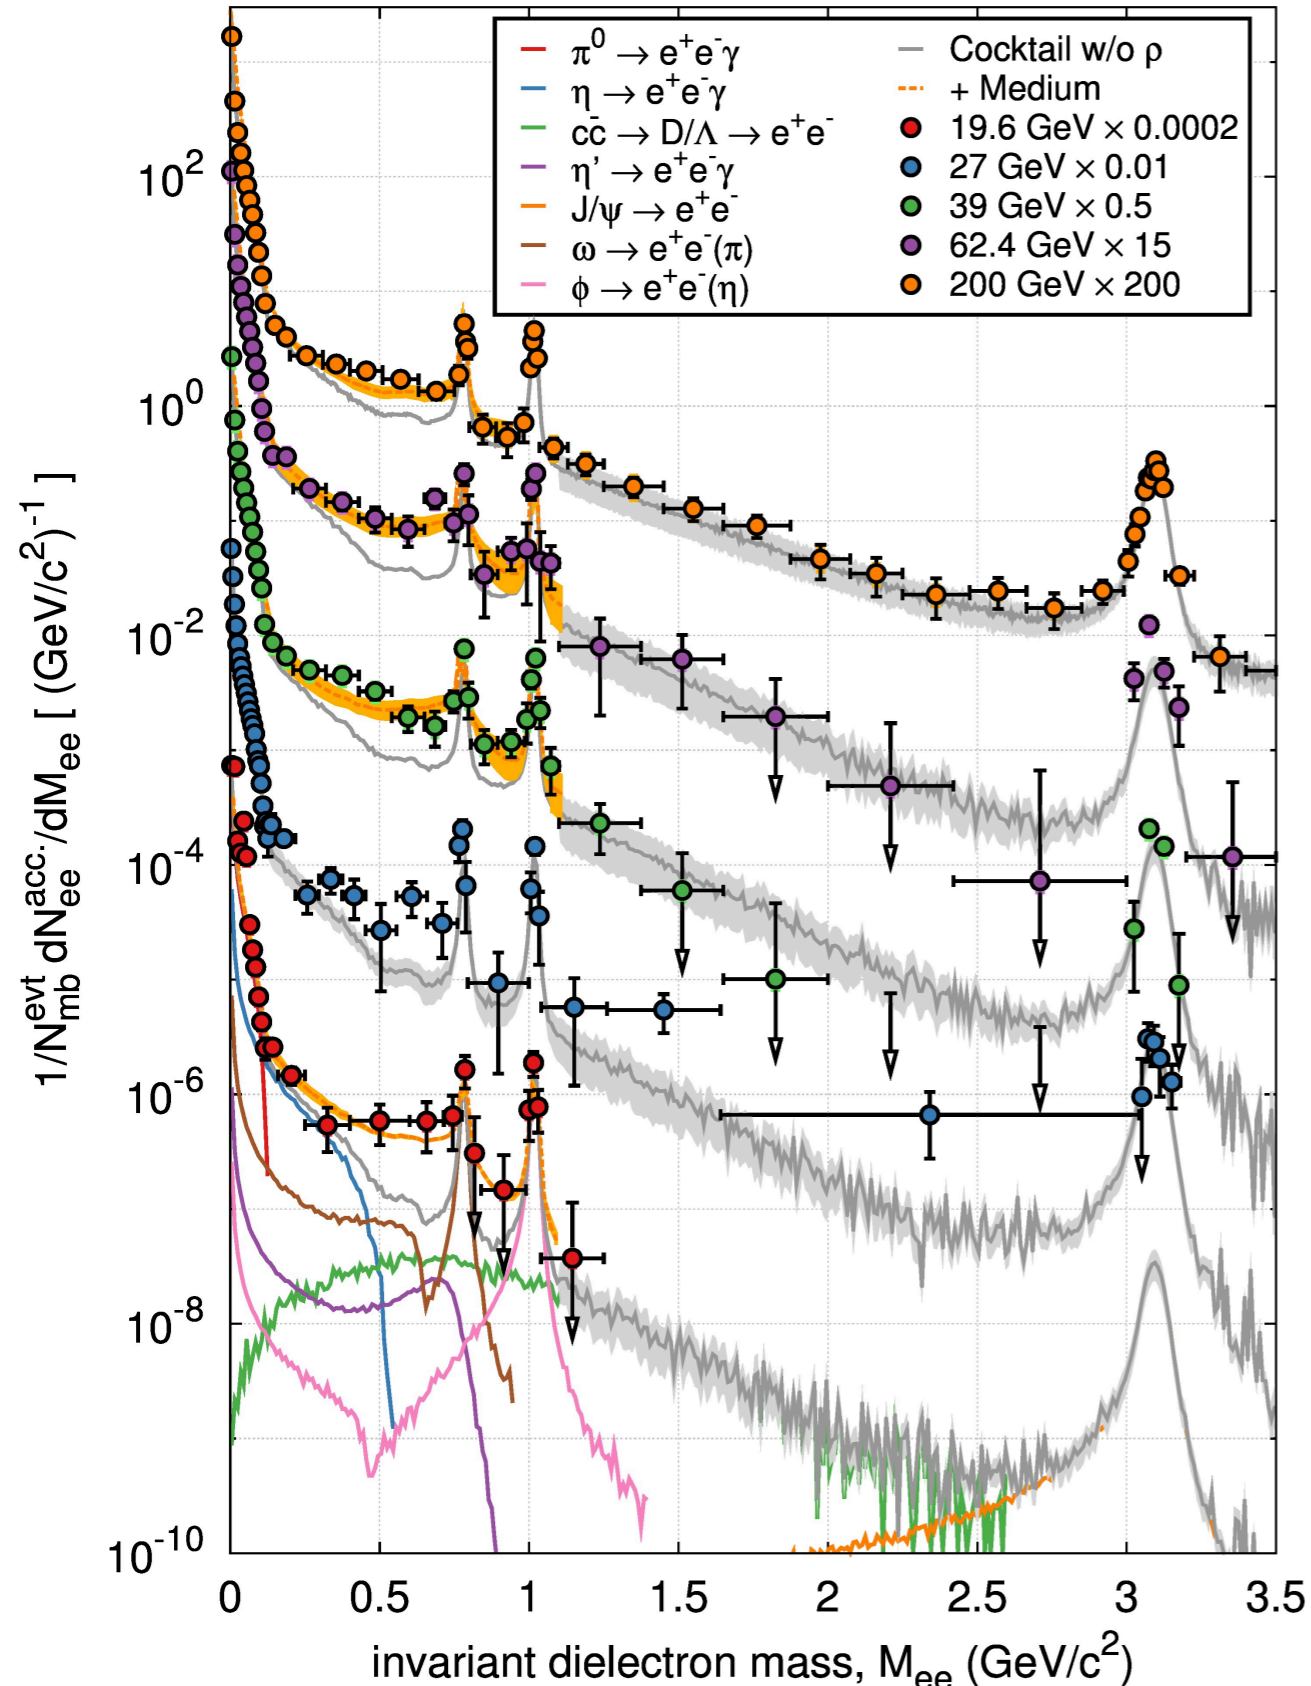 π⁰ → e⁺e⁻γ
η → e⁺e⁻γ
cc̄ → D/Λ → e⁺e⁻
η' → e⁺e⁻γ
J/ψ → e⁺e⁻
ω → e⁺e⁻(π)
ϕ → e⁺e⁻(η)
Cocktail w/o ρ
+ Medium
19.6 GeV × 0.0002
27 GeV × 0.01
39 GeV × 0.5
62.4 GeV × 15
200 GeV × 200
1/N_mb^evt dN_ee^acc./dM_ee [ (GeV/c²)⁻¹ ]
10²
10⁰
10⁻²
10⁻⁴
10⁻⁶
10⁻⁸
10⁻¹⁰
0 0.5 1 1.5 2 2.5 3 3.5
invariant dielectron mass, M_ee (GeV/c²)